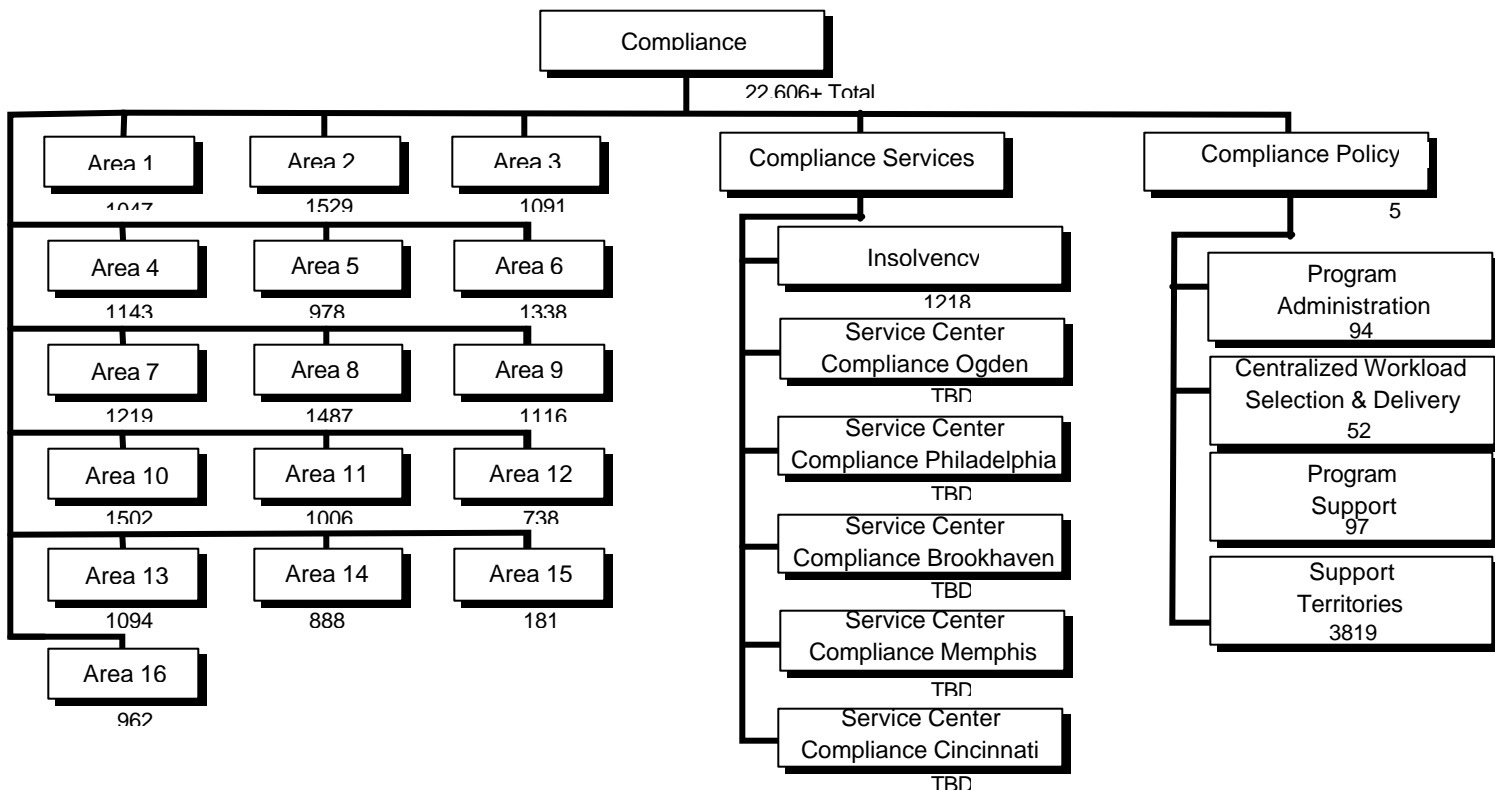 Compliance
22,606+ Total
Area 1
1047
Area 2
1529
Area 3
1091
Area 4
1143
Area 5
978
Area 6
1338
Area 7
1219
Area 8
1487
Area 9
1116
Area 10
1502
Area 11
1006
Area 12
738
Area 13
1094
Area 14
888
Area 15
181
Area 16
962
Compliance Services
Insolvency
1218
Service Center
Compliance Ogden
TBD
Service Center
Compliance Philadelphia
TBD
Service Center
Compliance Brookhaven
TBD
Service Center
Compliance Memphis
TBD
Service Center
Compliance Cincinnati
TBD
Compliance Policy
5
Program
Administration
94
Centralized Workload
Selection & Delivery
52
Program
Support
97
Support
Territories
3819